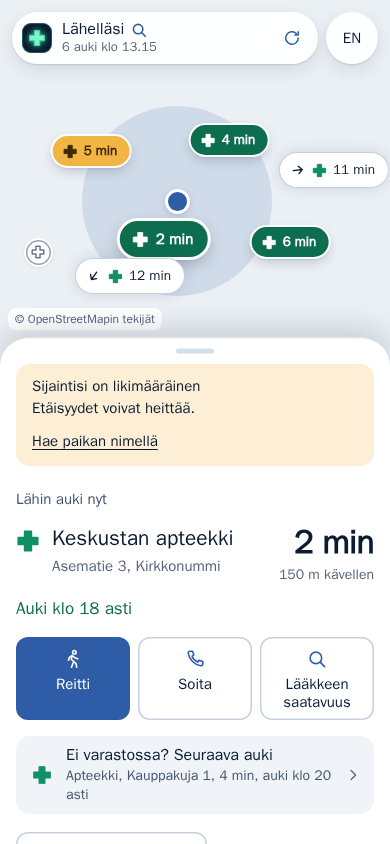 Lähelläsi
6 auki klo 13.15
EN
5 min
4 min
11 min
2 min
6 min
12 min
© OpenStreetMapin tekijät
Sijaintisi on likimääräinen
Etäisyydet voivat heittää.
Hae paikan nimellä
Lähin auki nyt
Keskustan apteekki
2 min
Asematie 3, Kirkkonummi
150 m kävellen
Auki klo 18 asti
Reitti
Soita
Lääkkeen
saatavuus
Ei varastossa? Seuraava auki
Apteekki, Kauppakuja 1, 4 min, auki klo 20
asti